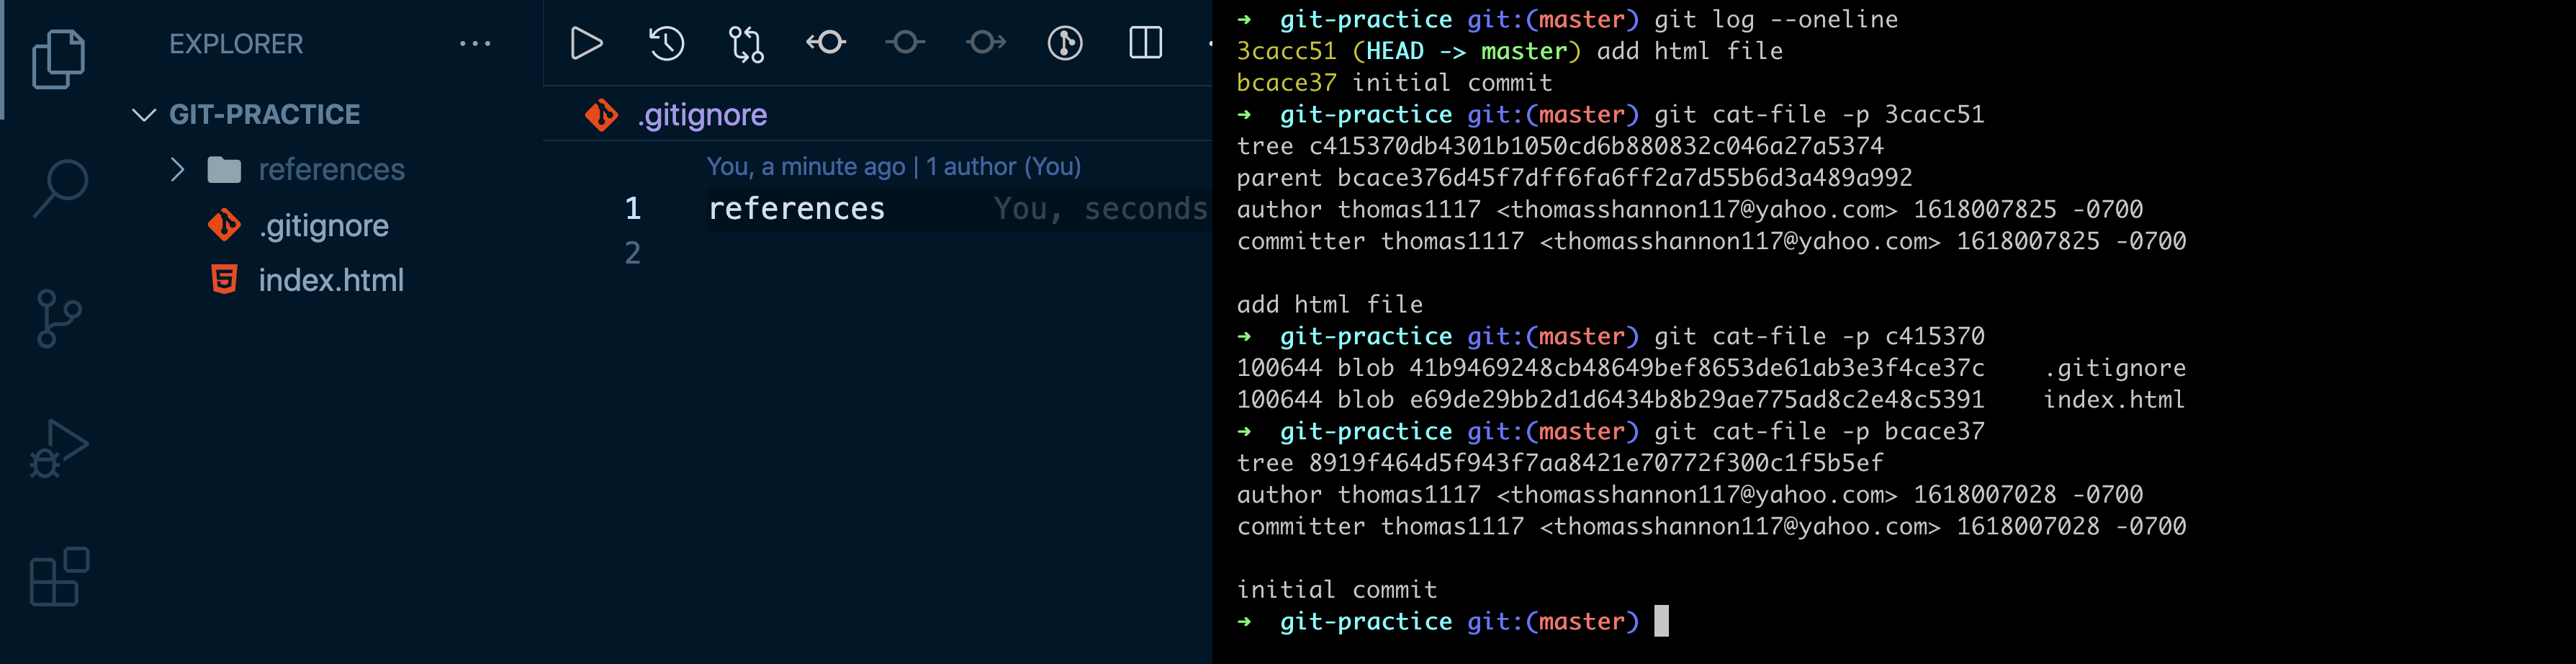 EXPLORER
GIT-PRACTICE
references
.gitignore
index.html
.gitignore
You, a minute ago | 1 author (You)
1 references You, seconds
2
➜ git-practice git:(master) git log --oneline
3cacc51 (HEAD -> master) add html file
bcace37 initial commit
➜ git-practice git:(master) git cat-file -p 3cacc51
tree c415370db4301b1050cd6b880832c046a27a5374
parent bcace376d45f7dff6fa6ff2a7d55b6d3a489a992
author thomas1117 <thomasshannon117@yahoo.com> 1618007825 -0700
committer thomas1117 <thomasshannon117@yahoo.com> 1618007825 -0700
add html file
➜ git-practice git:(master) git cat-file -p c415370
100644 blob 41b9469248cb48649bef8653de61ab3e3f4ce37c .gitignore
100644 blob e69de29bb2d1d6434b8b29ae775ad8c2e48c5391 index.html
➜ git-practice git:(master) git cat-file -p bcace37
tree 8919f464d5f943f7aa8421e70772f300c1f5b5ef
author thomas1117 <thomasshannon117@yahoo.com> 1618007028 -0700
committer thomas1117 <thomasshannon117@yahoo.com> 1618007028 -0700
initial commit
➜ git-practice git:(master)